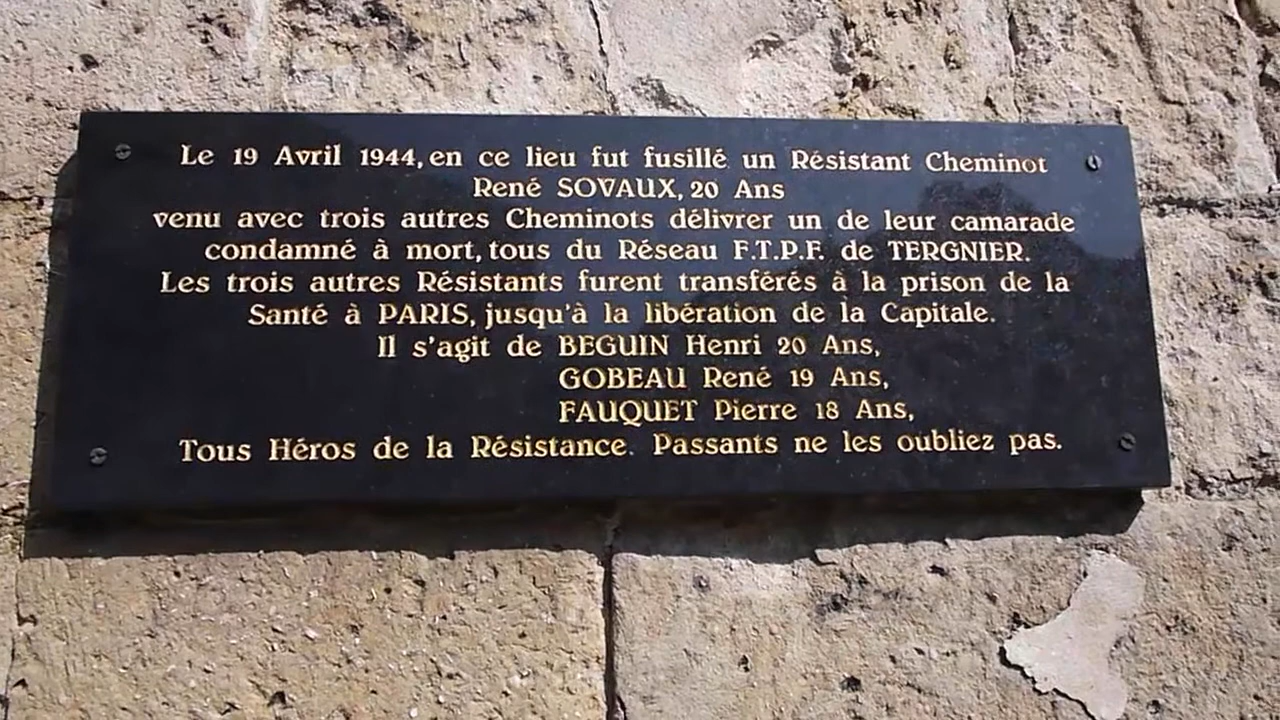 Le 19 Avril 1944, en ce lieu fut fusillé un Résistant Cheminot
René SOVAUX, 20 Ans
venu avec trois autres Cheminots délivrer un de leur camarade
condamné à mort, tous du Réseau F.T.P.F. de TERGNIER.
Les trois autres Résistants furent transférés à la prison de la
Santé à PARIS, jusqu'à la libération de la Capitale.
Il s'agit de BEGUIN Henri 20 Ans,
GOBEAU René 19 Ans,
FAUQUET Pierre 18 Ans,
Tous Héros de la Résistance. Passants ne les oubliez pas.